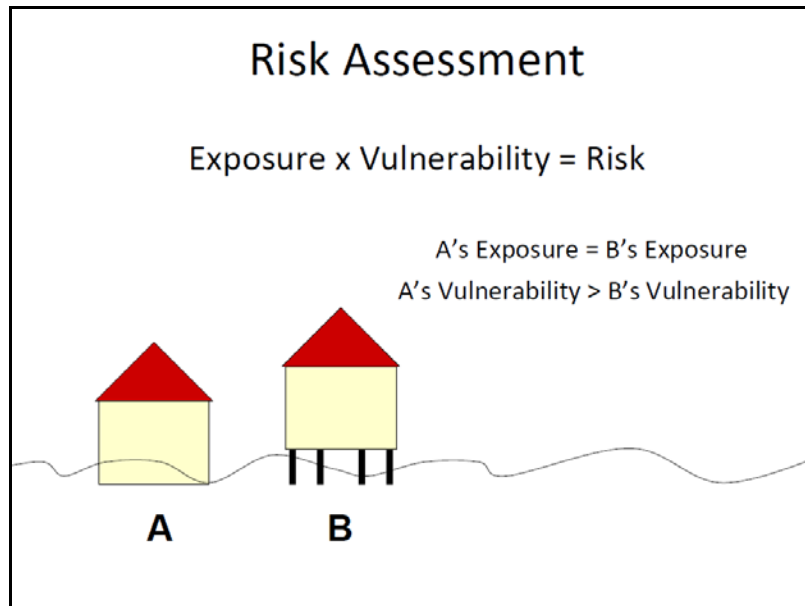 Risk Assessment
Exposure x Vulnerability = Risk
A’s Exposure = B’s Exposure
A’s Vulnerability > B’s Vulnerability
A
B